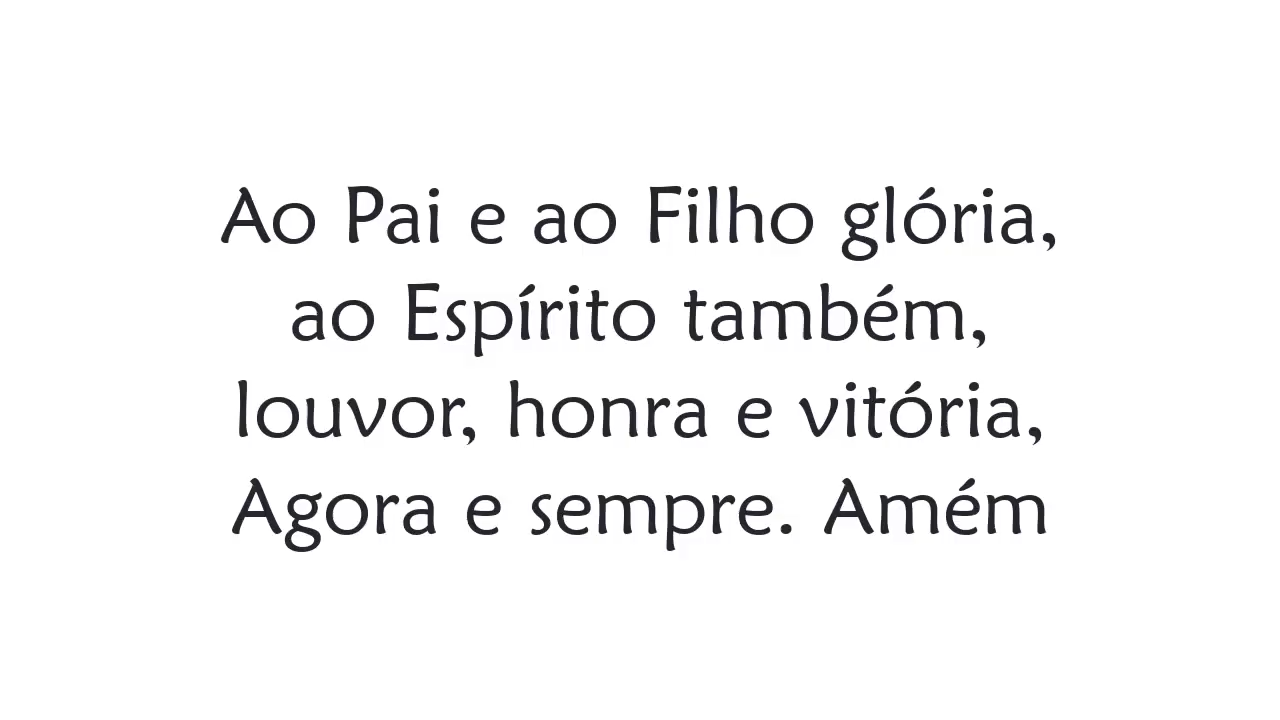 Ao Pai e ao Filho glória,
ao Espírito também,
louvor, honra e vitória,
Agora e sempre. Amém